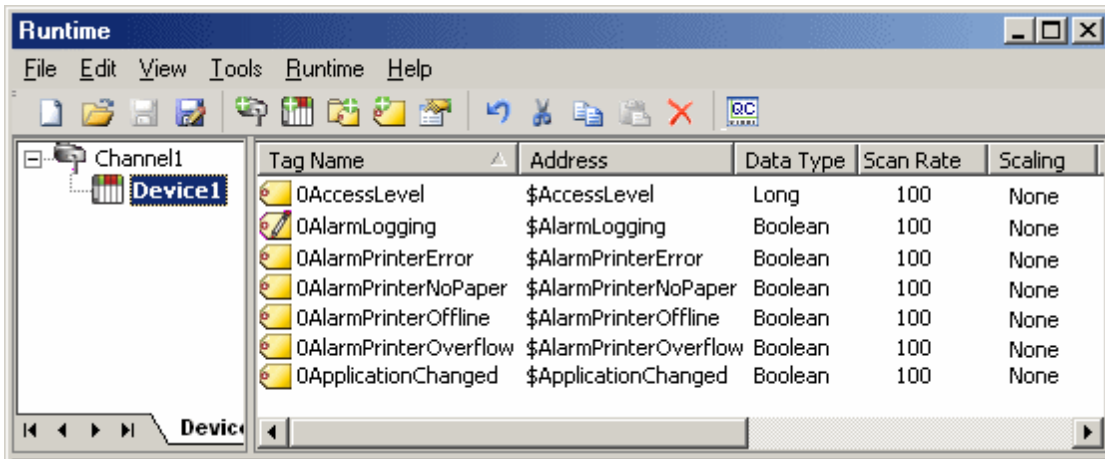 Runtime
File Edit View Tools Runtime Help
QC
Channel1
Device1
Tag Name Address Data Type Scan Rate Scaling
0AccessLevel $AccessLevel Long 100 None
0AlarmLogging $AlarmLogging Boolean 100 None
0AlarmPrinterError $AlarmPrinterError Boolean 100 None
0AlarmPrinterNoPaper $AlarmPrinterNoPaper Boolean 100 None
0AlarmPrinterOffline $AlarmPrinterOffline Boolean 100 None
0AlarmPrinterOverflow $AlarmPrinterOverflow Boolean 100 None
0ApplicationChanged $ApplicationChanged Boolean 100 None
Device